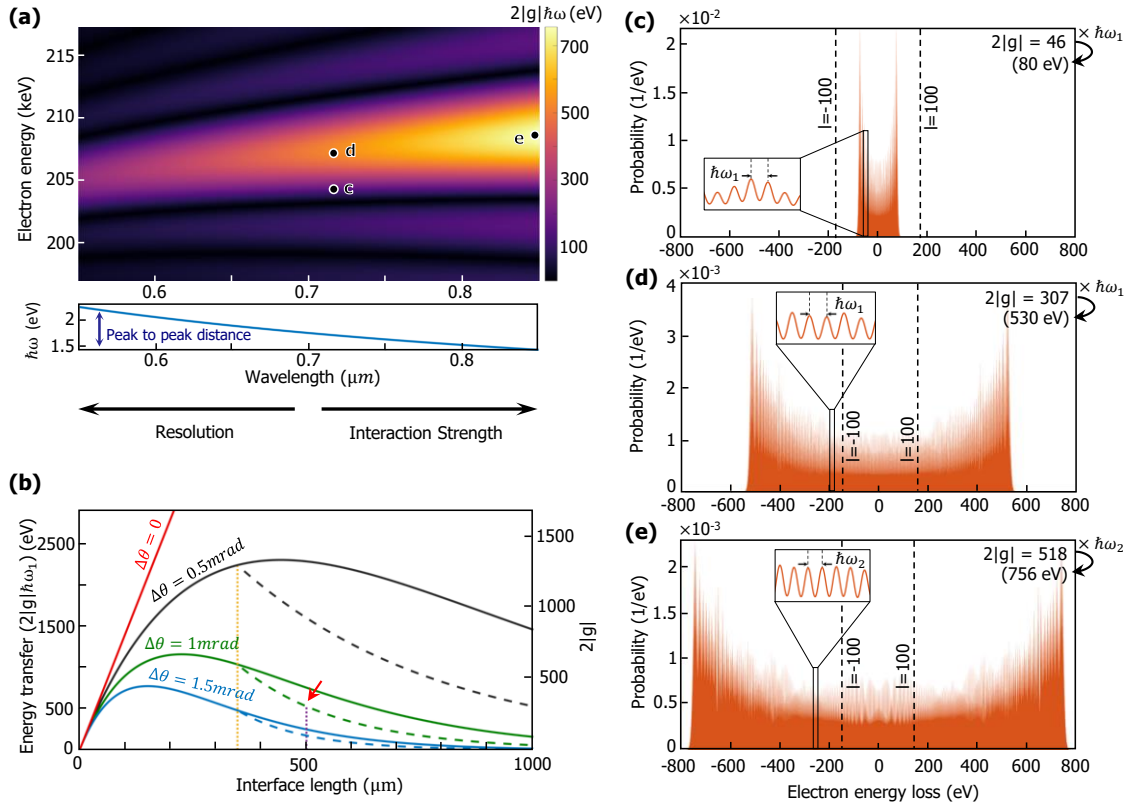 (a)
2|g|ħω (eV)
Electron energy (keV)
215
210
205
200
e
d
c
700
500
300
100
0.6
0.7
0.8
ħω (eV)
2
1.5
Peak to peak distance
0.6
0.7
0.8
Wavelength (μm)
Resolution
Interaction Strength
(b)
Energy transfer (2|g|ħω₁) (eV)
2500
2000
1500
1000
500
0
Δθ = 0
Δθ = 0.5mrad
Δθ = 1mrad
Δθ = 1.5mrad
1500
1000
500
2|g|
0
500
1000
Interface length (μm)
(c)
×10⁻²
Probability (1/eV)
2
1.5
1
0.5
0
ħω₁
l=-100
l=100
2|g| = 46
(80 eV)
× ħω₁
-800
-600
-400
-200
0
200
400
600
800
(d)
×10⁻³
Probability (1/eV)
4
3
2
1
0
ħω₁
l=-100
l=100
2|g| = 307
(530 eV)
× ħω₁
-800
-600
-400
-200
0
200
400
600
800
(e)
×10⁻³
Probability (1/eV)
2
1.5
1
0.5
0
ħω₂
l=-100
l=100
2|g| = 518
(756 eV)
× ħω₂
-800
-600
-400
-200
0
200
400
600
800
Electron energy loss (eV)